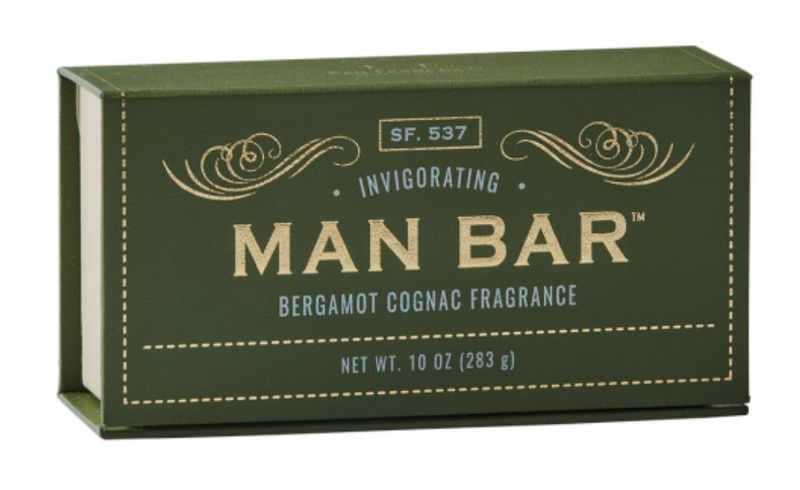 SF. 537
INVIGORATING
MAN BAR™
BERGAMOT COGNAC FRAGRANCE
NET WT. 10 OZ (283 g)